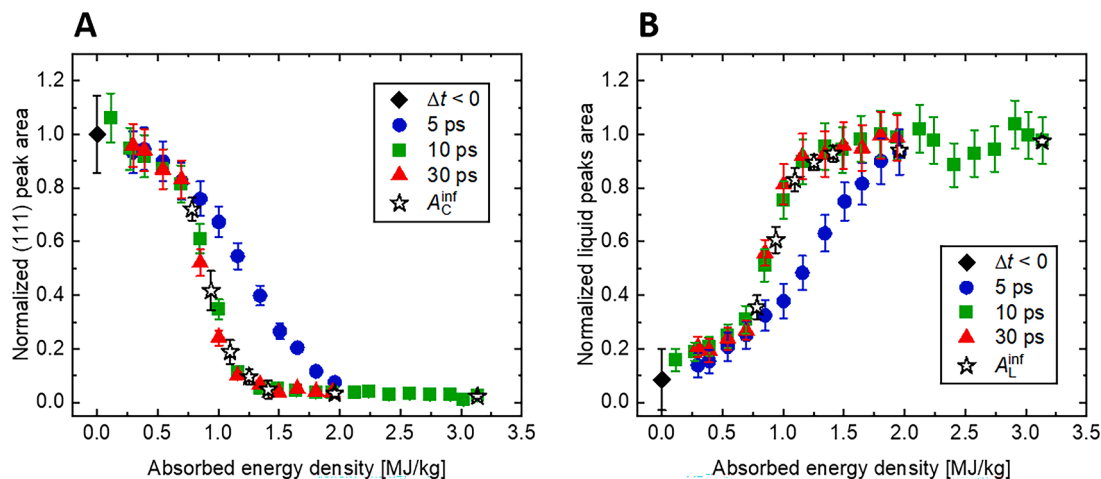 A
Normalized (111) peak area
1.2
1.0
0.8
0.6
0.4
0.2
0.0
Δt < 0
5 ps
10 ps
30 ps
A_C^inf
0.0 0.5 1.0 1.5 2.0 2.5 3.0 3.5
Absorbed energy density [MJ/kg]
B
Normalized liquid peaks area
1.2
1.0
0.8
0.6
0.4
0.2
0.0
Δt < 0
5 ps
10 ps
30 ps
A_L^inf
0.0 0.5 1.0 1.5 2.0 2.5 3.0 3.5
Absorbed energy density [MJ/kg]